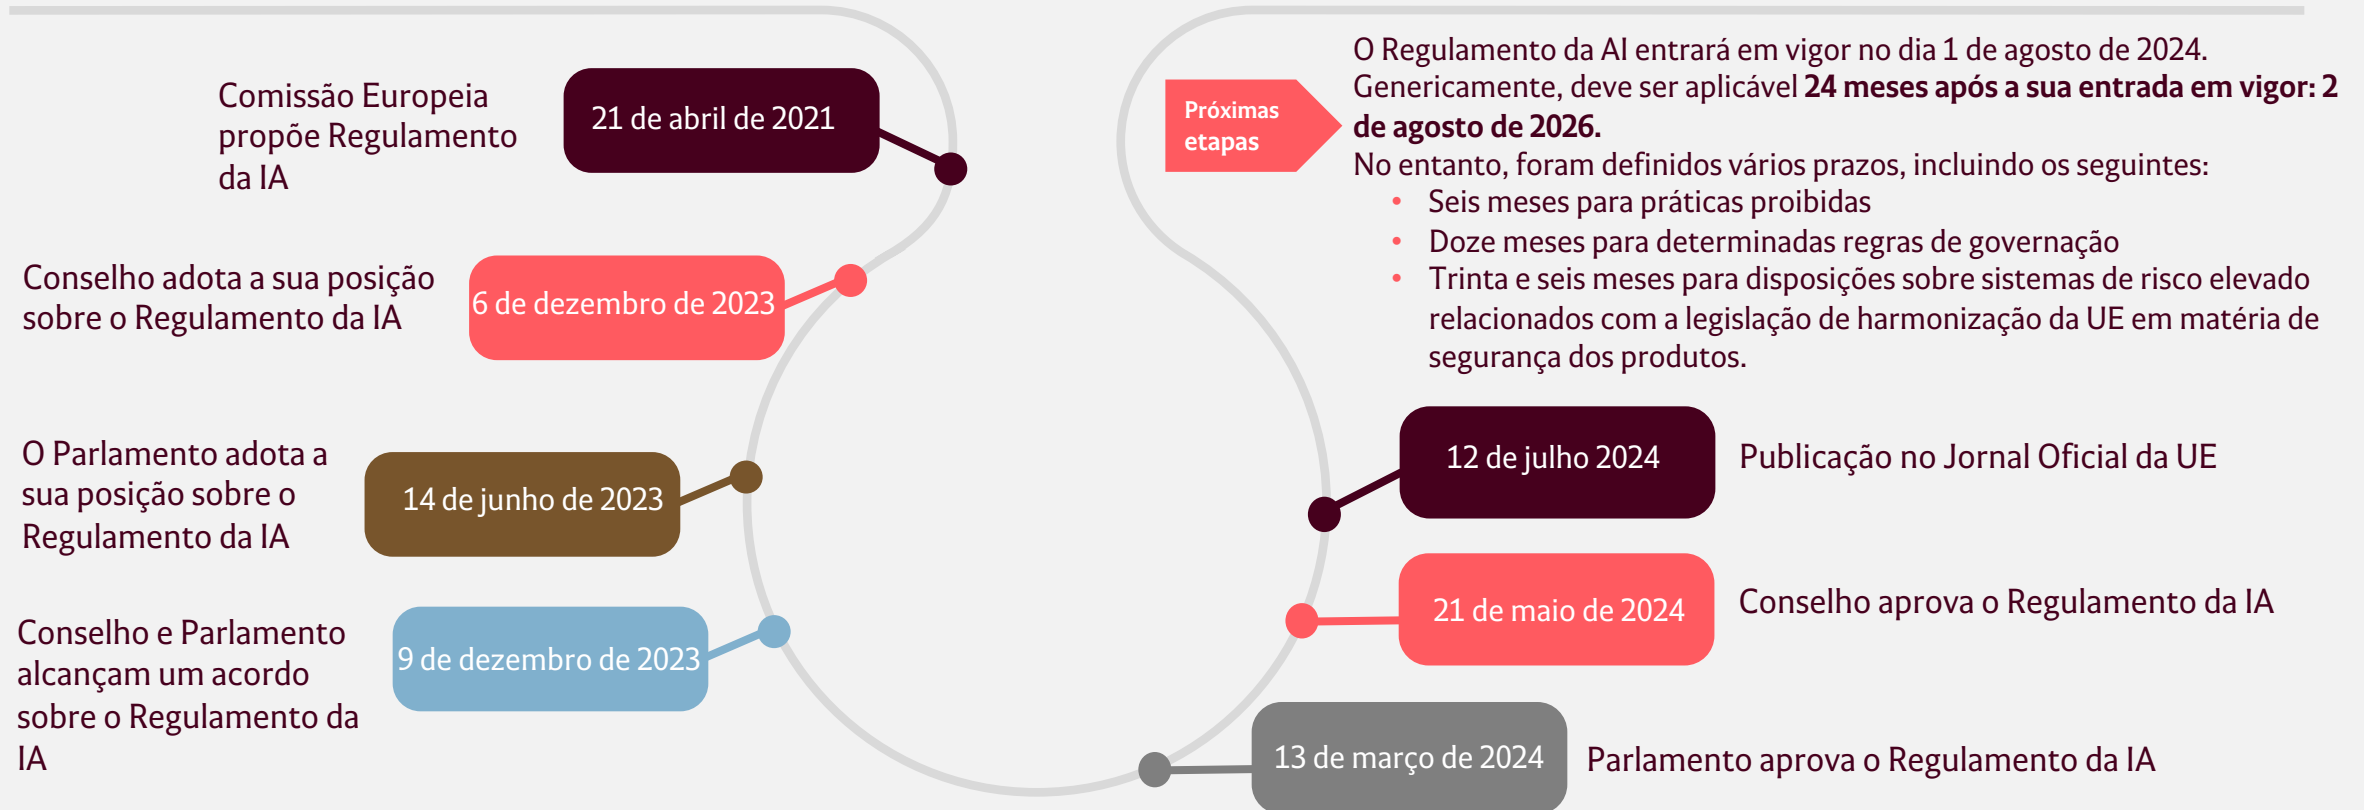 Comissão Europeia
propõe Regulamento
da IA
21 de abril de 2021
Conselho adota a sua posição
sobre o Regulamento da IA
6 de dezembro de 2023
O Parlamento adota a
sua posição sobre o
Regulamento da IA
14 de junho de 2023
Conselho e Parlamento
alcançam um acordo
sobre o Regulamento da
IA
9 de dezembro de 2023
13 de março de 2024
Parlamento aprova o Regulamento da IA
21 de maio de 2024
Conselho aprova o Regulamento da IA
12 de julho 2024
Publicação no Jornal Oficial da UE
Próximas
etapas
O Regulamento da AI entrará em vigor no dia 1 de agosto de 2024.
Genericamente, deve ser aplicável 24 meses após a sua entrada em vigor: 2
de agosto de 2026.
No entanto, foram definidos vários prazos, incluindo os seguintes:
• Seis meses para práticas proibidas
• Doze meses para determinadas regras de governação
• Trinta e seis meses para disposições sobre sistemas de risco elevado
relacionados com a legislação de harmonização da UE em matéria de
segurança dos produtos.